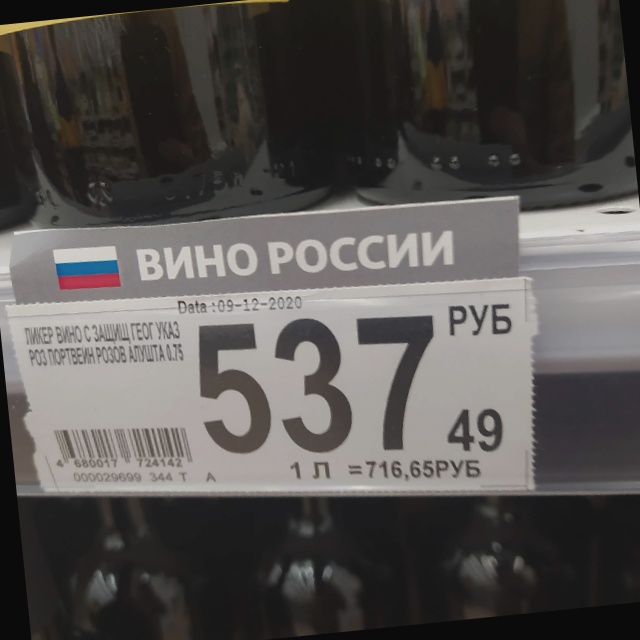 ВИНО РОССИИ
Data :09-12-2020
ЛИКЕР ВИНО С ЗАЩИЩ ГЕОГ УКАЗ
РОЗ ПОРТВЕИН РОЗОВ АЛУШТА 0.75
537 РУБ
49
4 680017 724142
000029699 344 T A
1 Л =716,65РУБ